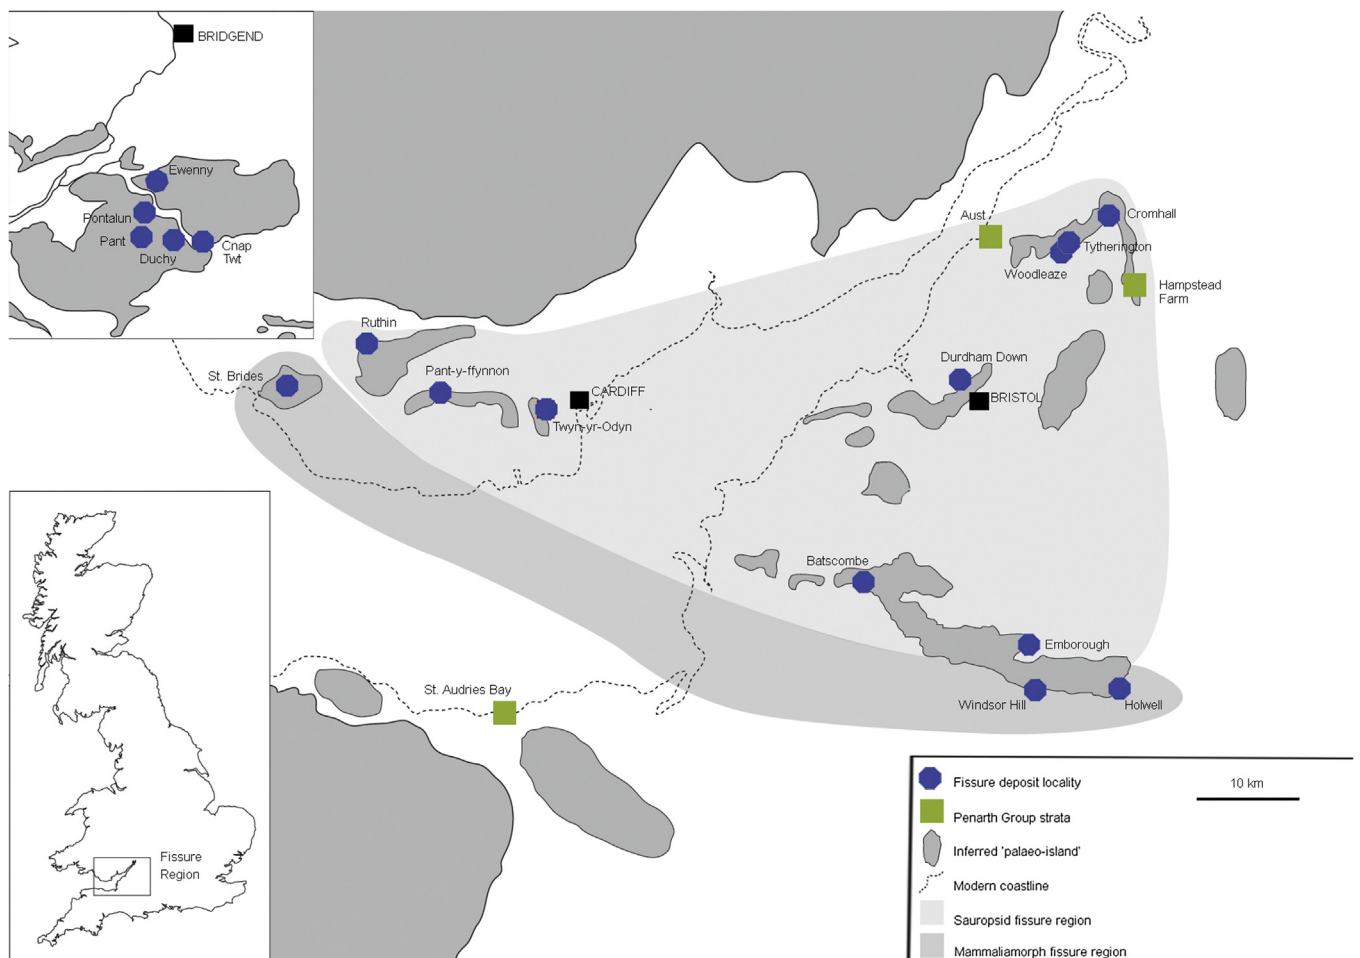 BRIDGEND
Ewenny
Pontalun
Pant
Duchy
Cnap
Twt
Aust
Cromhall
Tytherington
Woodleaze
Hampstead
Farm
Ruthin
St. Brides
Pant-y-ffynnon
CARDIFF
Twyn-yr-Odyn
Durdham Down
BRISTOL
Batscombe
Emborough
St. Audries Bay
Windsor Hill
Holwell
Fissure
Region
Fissure deposit locality
10 km
Penarth Group strata
Inferred 'palaeo-island'
Modern coastline
Sauropsid fissure region
Mammaliamorph fissure region